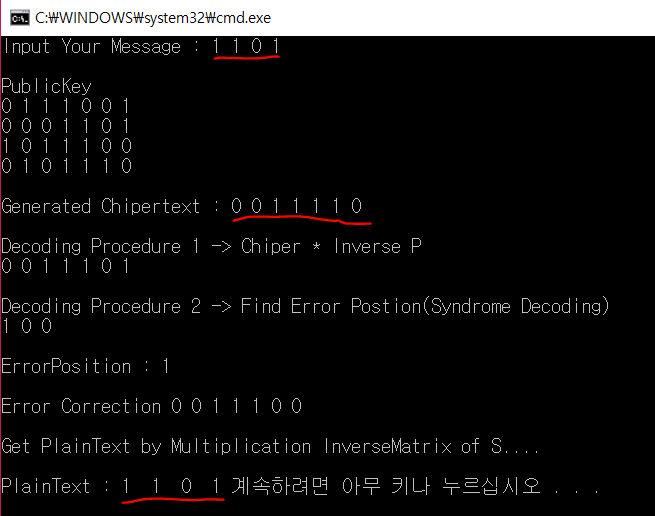 C:₩WINDOWS₩system32₩cmd.exe
Input Your Message : 1 1 0 1
PublicKey
0 1 1 1 0 0 1
0 0 0 1 1 0 1
1 0 1 1 1 0 0
0 1 0 1 1 1 0
Generated Chipertext : 0 0 1 1 1 1 0
Decoding Procedure 1 -> Chiper * Inverse P
0 0 1 1 1 0 1
Decoding Procedure 2 -> Find Error Postion(Syndrome Decoding)
1 0 0
ErrorPosition : 1
Error Correction 0 0 1 1 1 0 0
Get PlainText by Multiplication InverseMatrix of S....
PlainText : 1 1 0 1 계속하려면 아무 키나 누르십시오 . . .